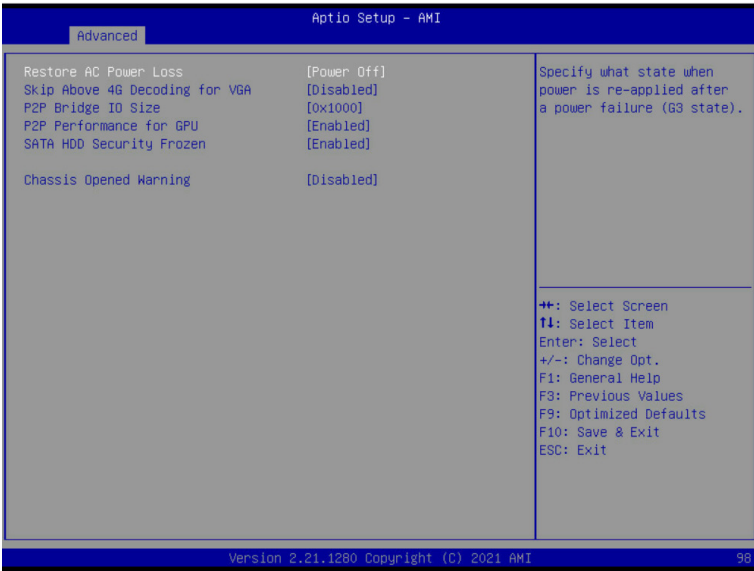 Aptio Setup – AMI
Advanced
Restore AC Power Loss [Power Off]
Skip Above 4G Decoding for VGA [Disabled]
P2P Bridge IO Size [0x1000]
P2P Performance for GPU [Enabled]
SATA HDD Security Frozen [Enabled]
Chassis Opened Warning [Disabled]
Specify what state when
power is re-applied after
a power failure (G3 state).
→←: Select Screen
↑↓: Select Item
Enter: Select
+/-: Change Opt.
F1: General Help
F3: Previous Values
F9: Optimized Defaults
F10: Save & Exit
ESC: Exit
Version 2.21.1280 Copyright (C) 2021 AMI
98